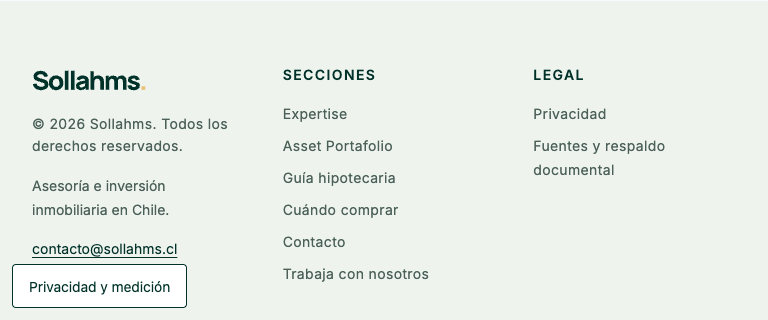 Sollahms.
© 2026 Sollahms. Todos los
derechos reservados.
Asesoría e inversión
inmobiliaria en Chile.
contacto@sollahms.cl
Privacidad y medición
SECCIONES
Expertise
Asset Portafolio
Guía hipotecaria
Cuándo comprar
Contacto
Trabaja con nosotros
LEGAL
Privacidad
Fuentes y respaldo
documental